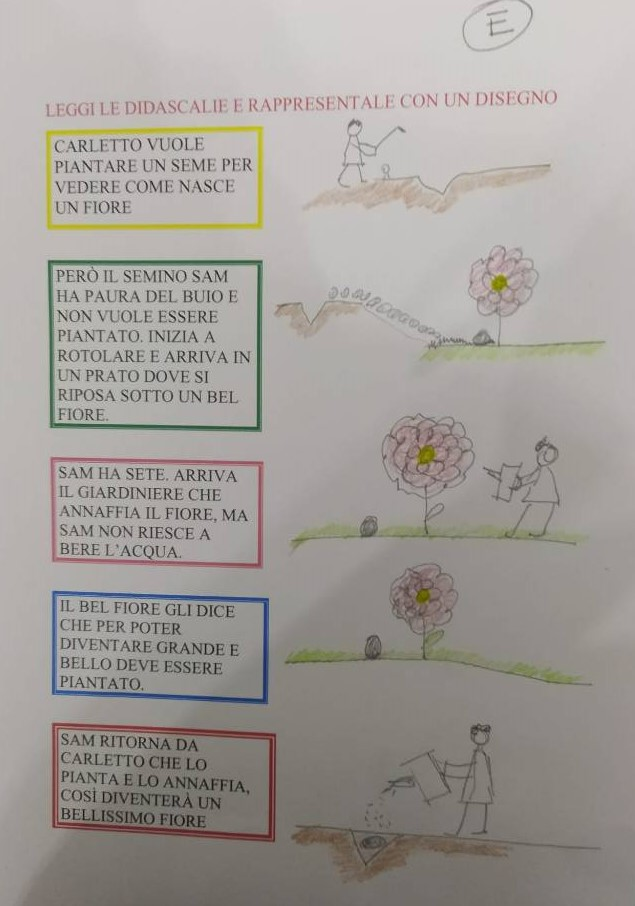 E
LEGGI LE DIDASCALIE E RAPPRESENTALE CON UN DISEGNO
CARLETTO VUOLE
PIANTARE UN SEME PER
VEDERE COME NASCE
UN FIORE
PERÒ IL SEMINO SAM
HA PAURA DEL BUIO E
NON VUOLE ESSERE
PIANTATO. INIZIA A
ROTOLARE E ARRIVA IN
UN PRATO DOVE SI
RIPOSA SOTTO UN BEL
FIORE.
SAM HA SETE. ARRIVA
IL GIARDINIERE CHE
ANNAFFIA IL FIORE, MA
SAM NON RIESCE A
BERE L'ACQUA.
IL BEL FIORE GLI DICE
CHE PER POTER
DIVENTARE GRANDE E
BELLO DEVE ESSERE
PIANTATO.
SAM RITORNA DA
CARLETTO CHE LO
PIANTA E LO ANNAFFIA,
COSÌ DIVENTERÀ UN
BELLISSIMO FIORE